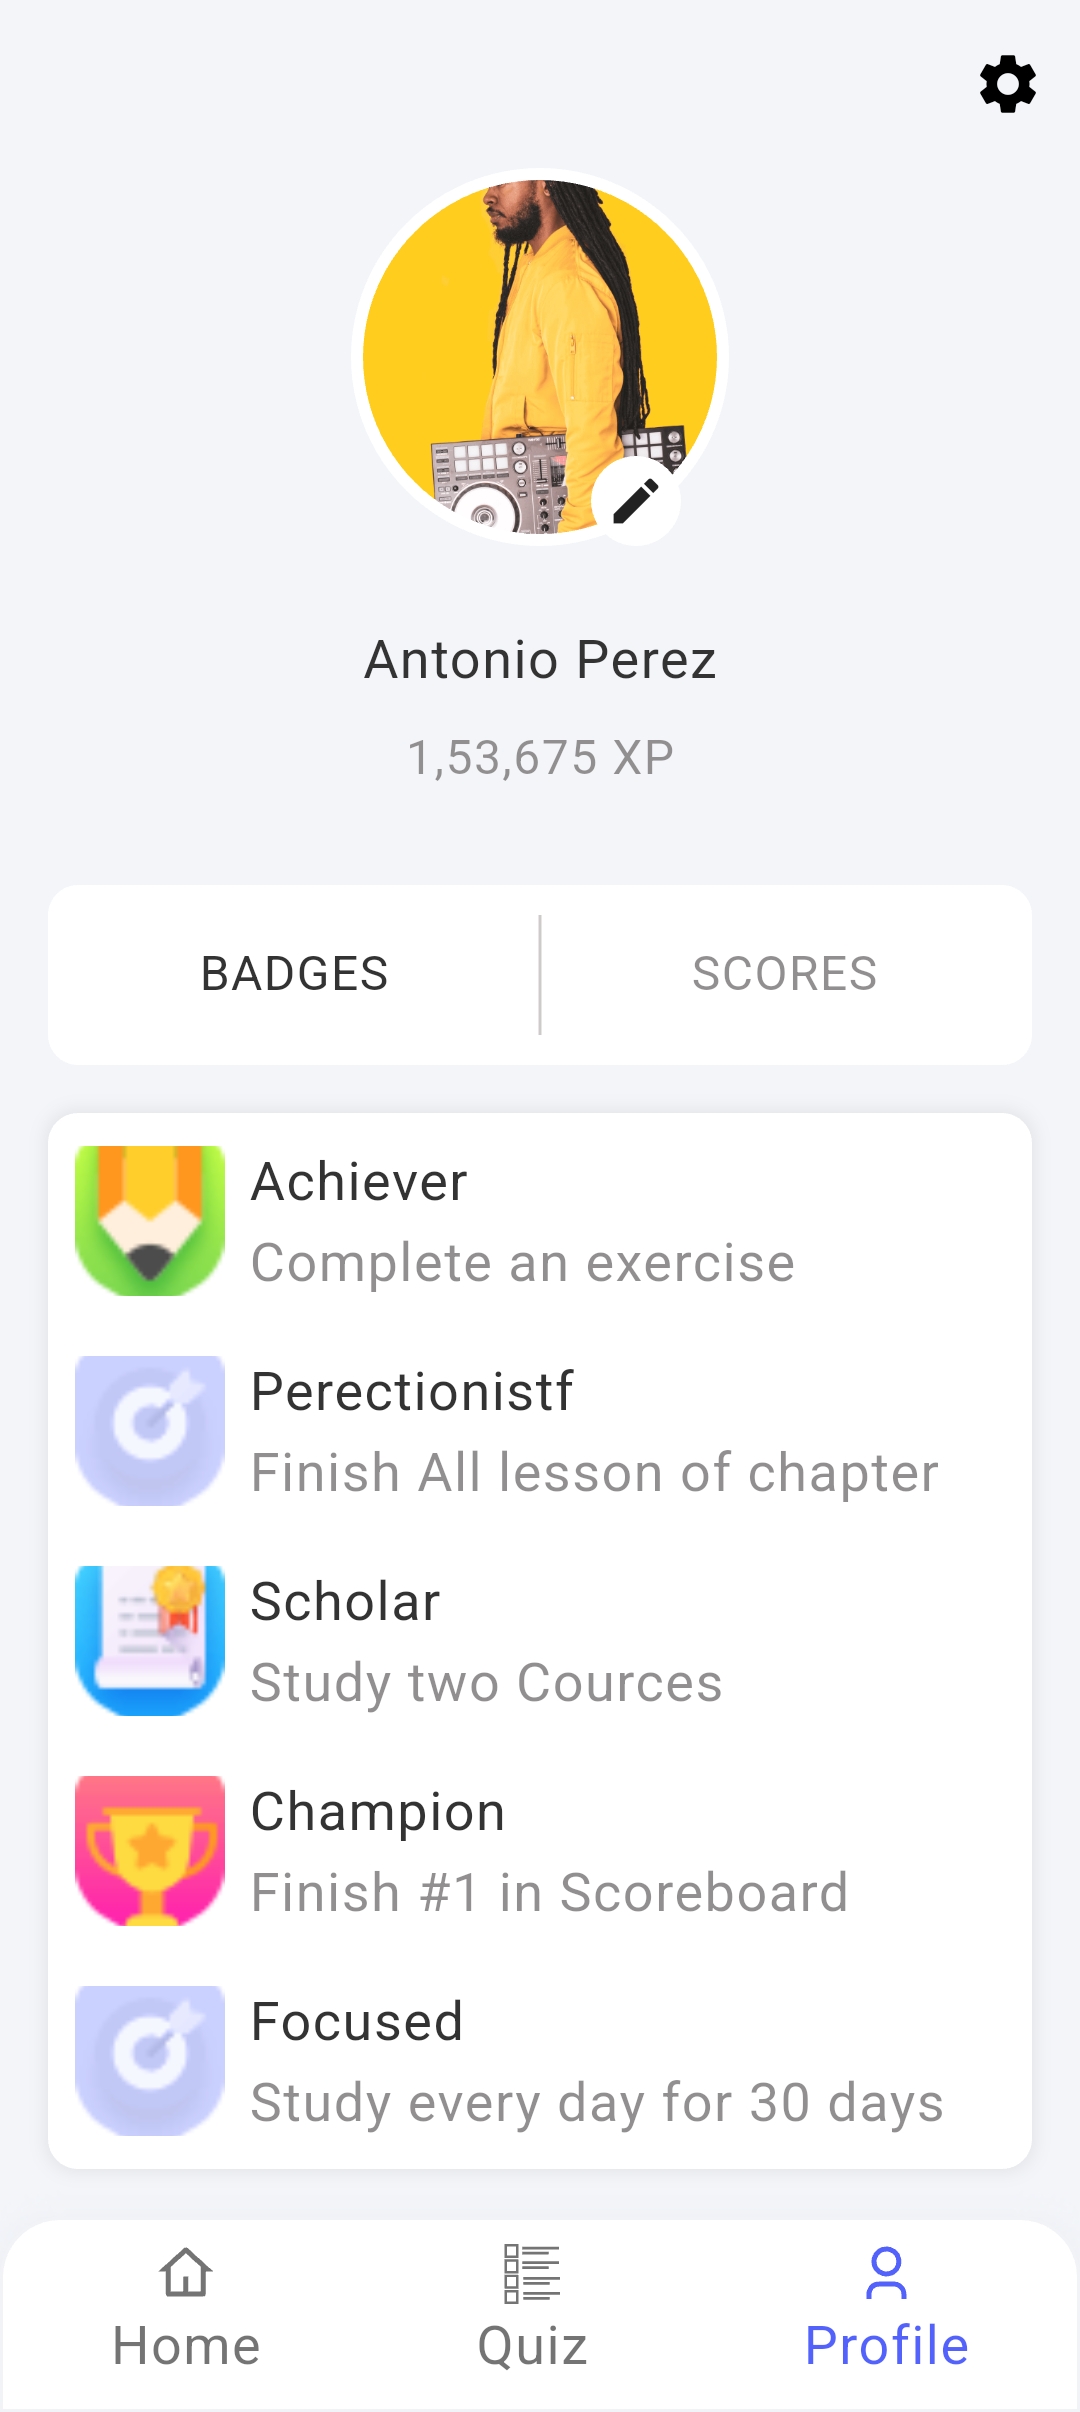 Antonio Perez
1,53,675 XP
BADGES
SCORES
Achiever
Complete an exercise
Perectionistf
Finish All lesson of chapter
Scholar
Study two Cources
Champion
Finish #1 in Scoreboard
Focused
Study every day for 30 days
Home
Quiz
Profile